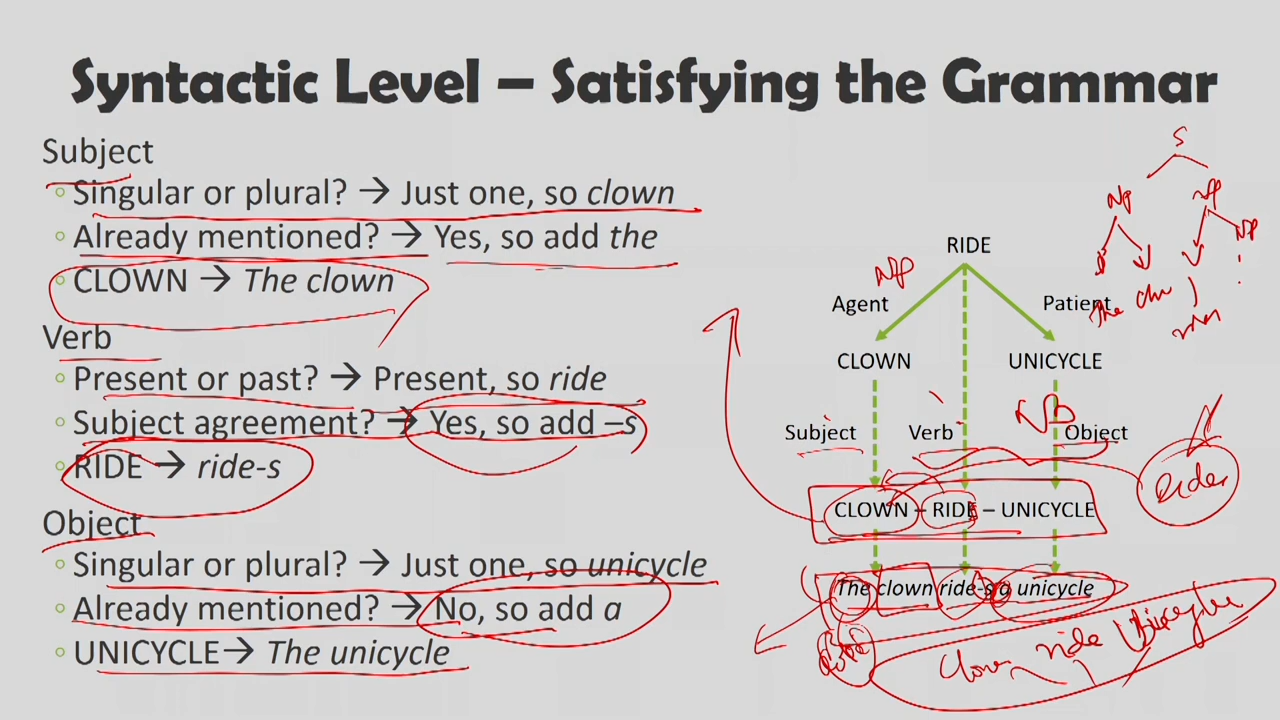 Syntactic Level – Satisfying the Grammar
Subject
Singular or plural? → Just one, so clown
Already mentioned? → Yes, so add the
CLOWN → The clown
Verb
Present or past? → Present, so ride
Subject agreement? → Yes, so add –s
RIDE → ride-s
Object
Singular or plural? → Just one, so unicycle
Already mentioned? → No, so add a
UNICYCLE→ The unicycle
S
NP
NP
The
RIDE
NP
Agent
Patient
CLOWN
UNICYCLE
Subject
Verb
Object
CLOWN – RIDE – UNICYCLE
The clown ride-s a unicycle
Clown ride Unicycle